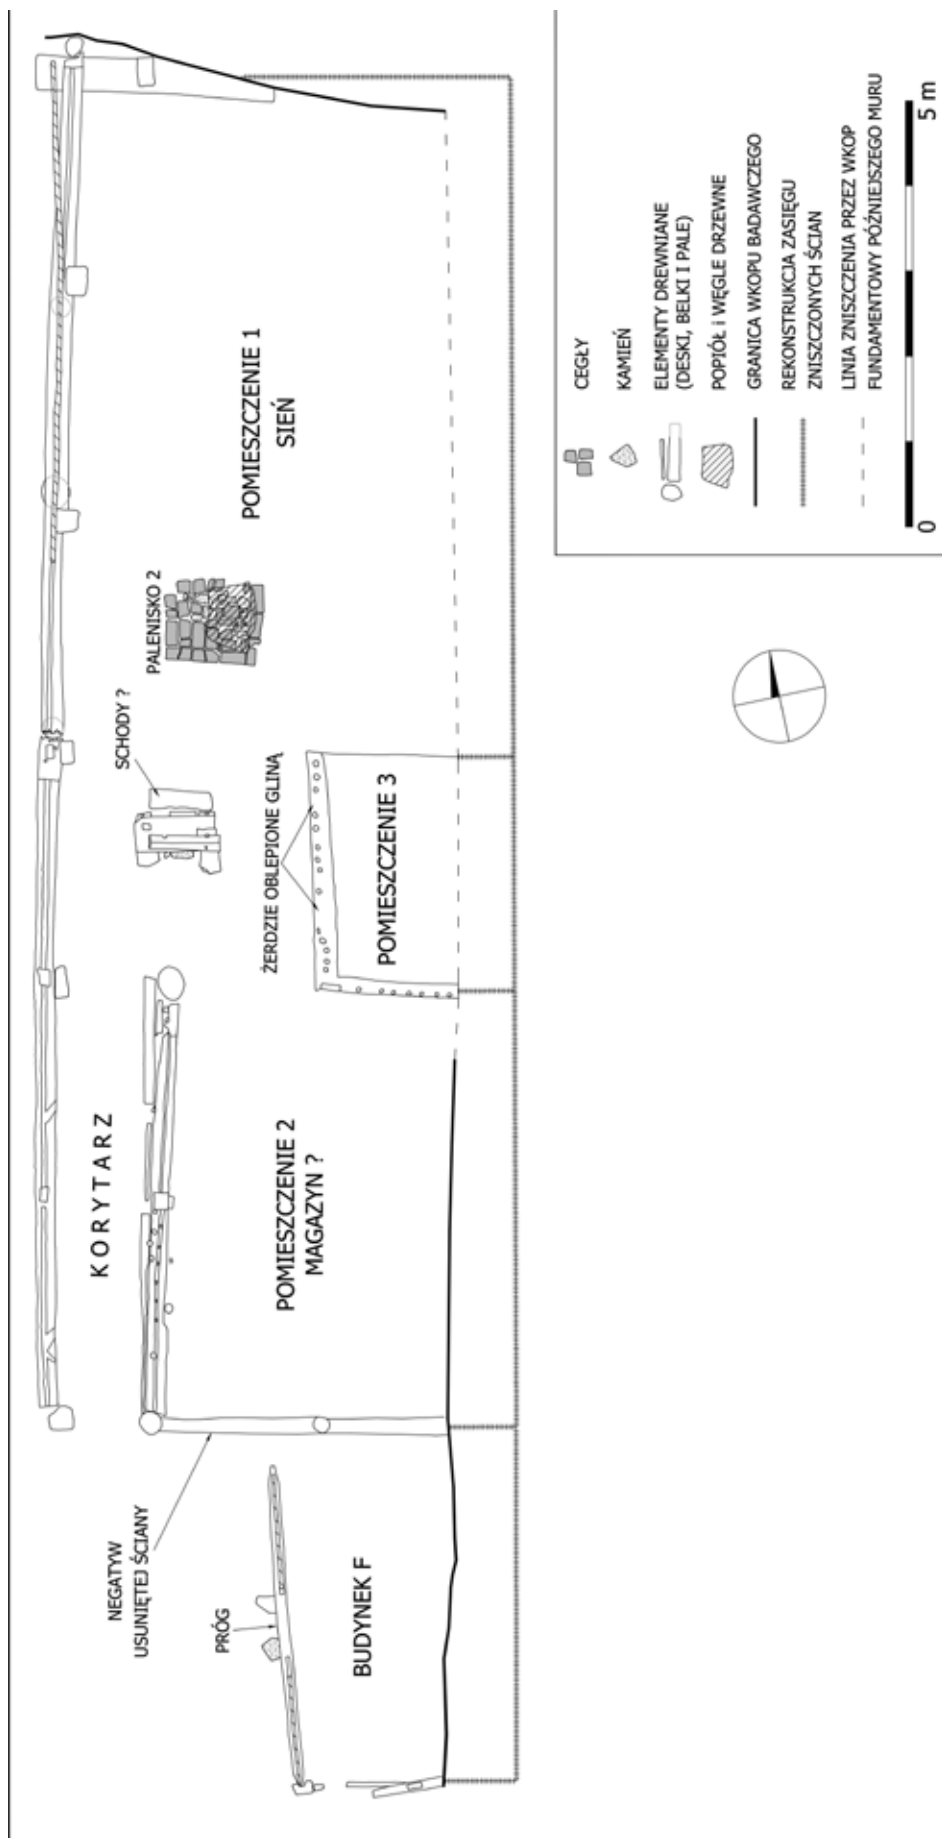 PALENISKO 2
POMIESZCZENIE 1
SIEŃ
SCHODY ?
ŻERDZIE OBLEPIONE GLINĄ
POMIESZCZENIE 3
K O R Y T A R Z
POMIESZCZENIE 2
MAGAZYN ?
NEGATYW
USUNIĘTEJ ŚCIANY
PRÓG
BUDYNEK F
CEGŁY
KAMIEŃ
ELEMENTY DREWNIANE
(DESKI, BELKI I PALE)
POPIÓŁ I WĘGLE DRZEWNE
GRANICA WKOPU BADAWCZEGO
REKONSTRUKCJA ZASIĘGU
ZNISZCZONYCH ŚCIAN
LINIA ZNISZCZENIA PRZEZ WKOP
FUNDAMENTOWY PÓŹNIEJSZEGO MURU
0
5 m